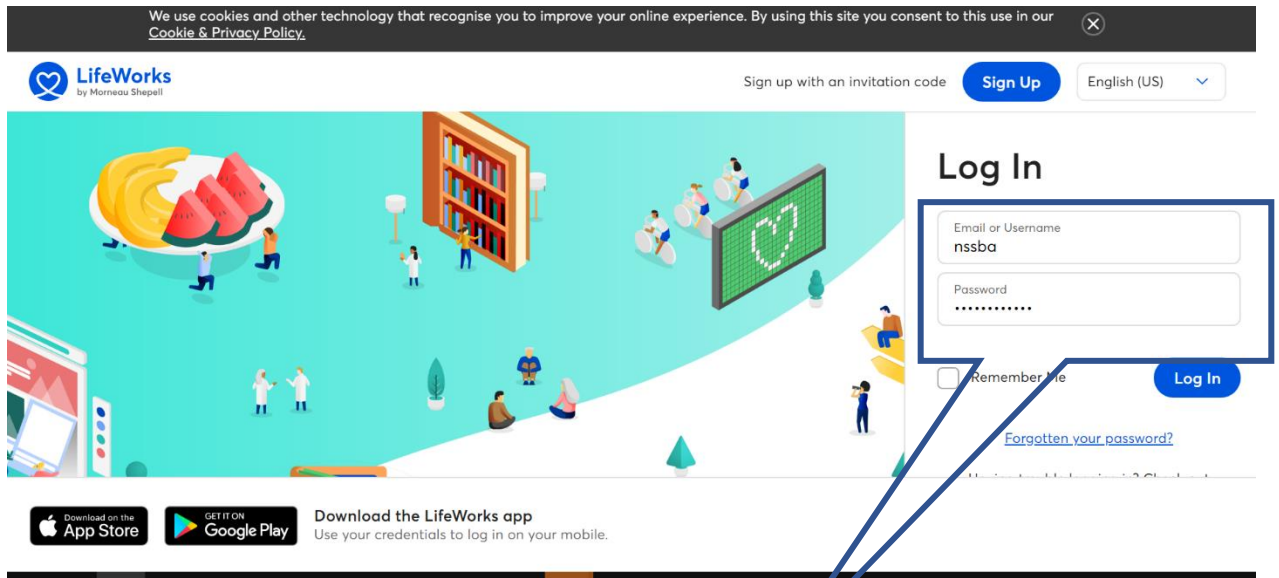 We use cookies and other technology that recognise you to improve your online experience. By using this site you consent to this use in our
Cookie & Privacy Policy.
LifeWorks
by Morneau Shepell
Sign up with an invitation code
Sign Up
English (US)
Log In
Email or Username
nssba
Password
••••••••••••
Remember Me
Log In
Forgotten your password?
Download on the
App Store
GET IT ON
Google Play
Download the LifeWorks app
Use your credentials to log in on your mobile.